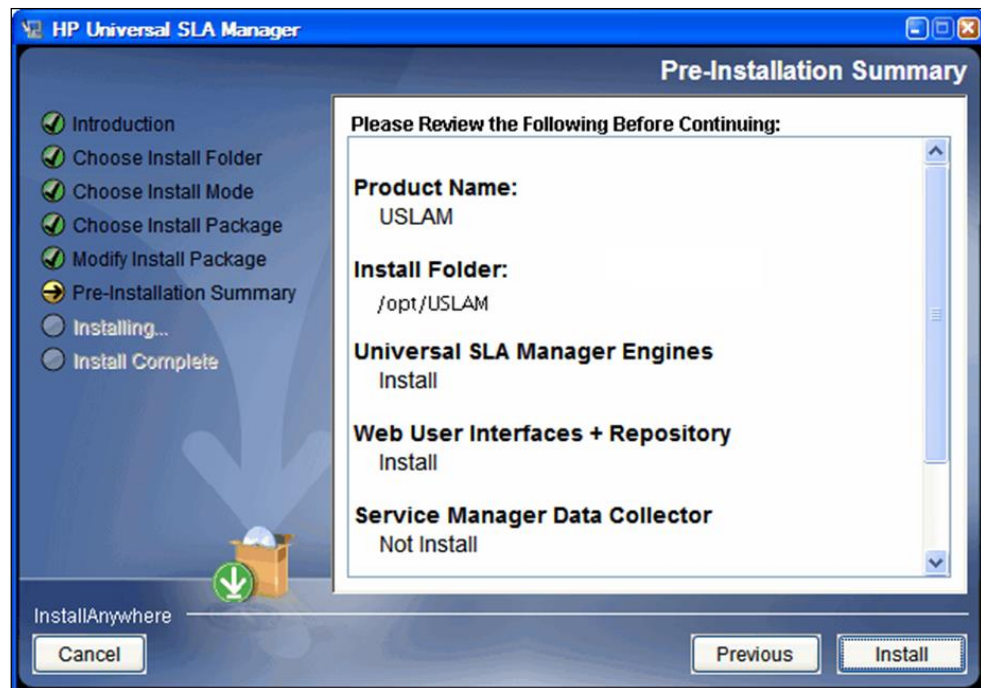 HP Universal SLA Manager
Pre-Installation Summary
Introduction
Choose Install Folder
Choose Install Mode
Choose Install Package
Modify Install Package
Pre-Installation Summary
Installing...
Install Complete
Please Review the Following Before Continuing:
Product Name:
USLAM
Install Folder:
/opt/USLAM
Universal SLA Manager Engines
Install
Web User Interfaces + Repository
Install
Service Manager Data Collector
Not Install
InstallAnywhere
Cancel
Previous
Install